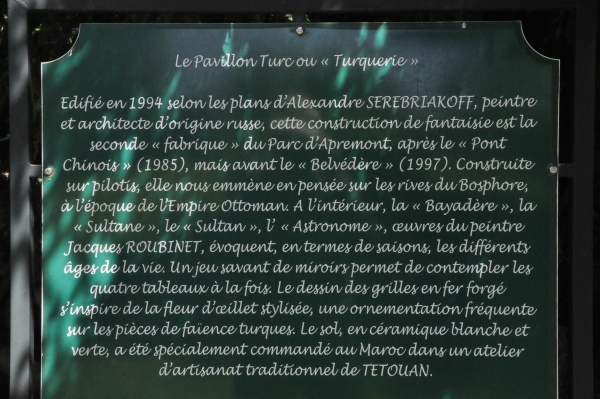 Le Pavillon Turc ou « Turquerie »
Edifié en 1994 selon les plans d'Alexandre SEREBRIAKOFF, peintre
et architecte d'origine russe, cette construction de fantaisie est la
seconde « fabrique » du Parc d'Apremont, après le « Pont
Chinois » (1985), mais avant le « Belvédère » (1997). Construite
sur pilotis, elle nous emmène en pensée sur les rives du Bosphore,
à l'époque de l'Empire Ottoman. A l'intérieur, la « Bayadère », la
« Sultane », le « Sultan », l' « Astronome », œuvres du peintre
Jacques ROUBINET, évoquent, en termes de saisons, les différents
âges de la vie. Un jeu savant de miroirs permet de contempler les
quatre tableaux à la fois. Le dessin des grilles en fer forgé
s'inspire de la fleur d'œillet stylisée, une ornementation fréquente
sur les pièces de faïence turques. Le sol, en céramique blanche et
verte, a été spécialement commandé au Maroc dans un atelier
d'artisanat traditionnel de TETOUAN.